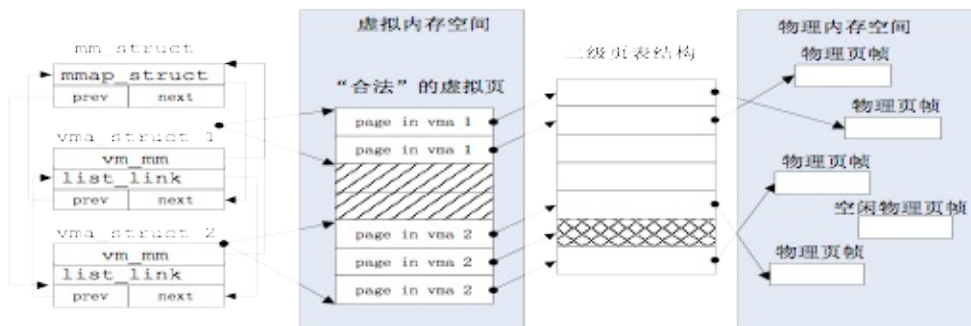 mm_struct
mmap_struct
prev next
vma_struct 1
vm_mm
list_link
prev next
vma_struct 2
vm_mm
list_link
prev next
虚拟内存空间
“合法”的虚拟页
page in vma 1
page in vma 1
page in vma 2
page in vma 2
page in vma 2
二级页表结构
物理内存空间
物理页帧
物理页帧
物理页帧
空闲物理页帧
物理页帧